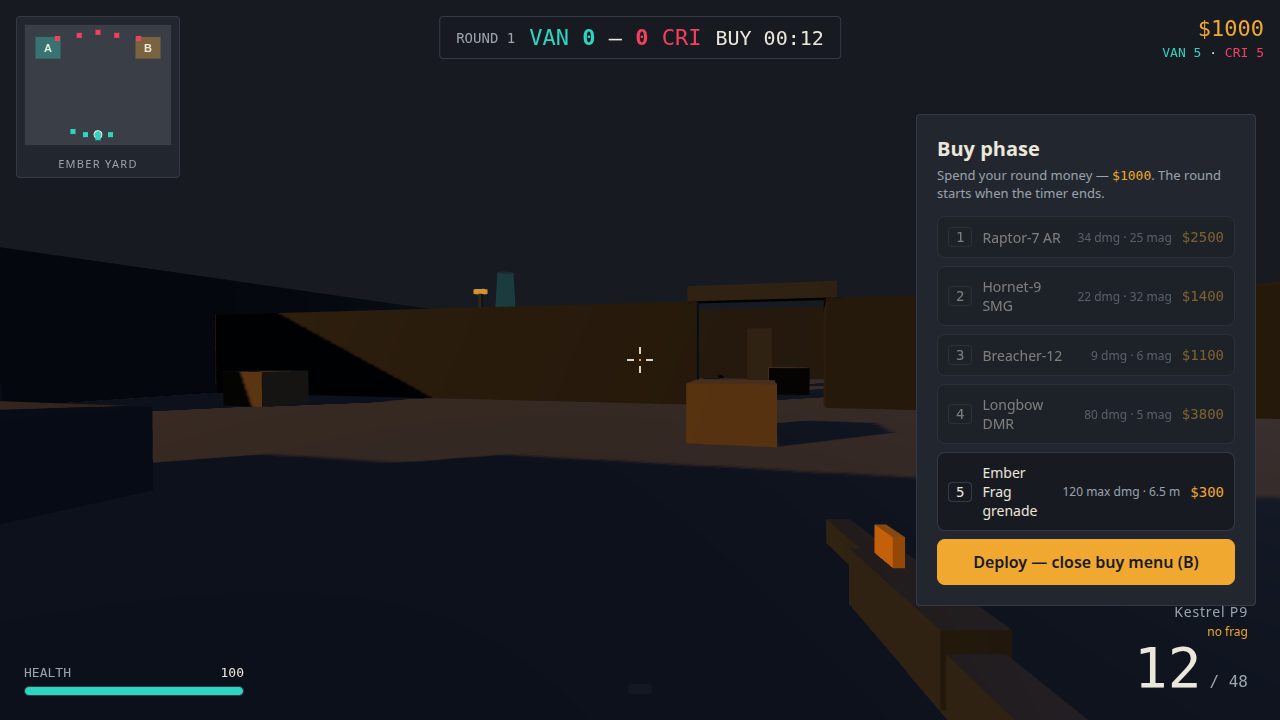 A
B
EMBER YARD
ROUND 1 VAN 0 — 0 CRI BUY 00:12
$1000
VAN 5 · CRI 5
Buy phase
Spend your round money — $1000. The round
starts when the timer ends.
1 Raptor-7 AR 34 dmg · 25 mag $2500
2 Hornet-9
SMG 22 dmg · 32 mag $1400
3 Breacher-12 9 dmg · 6 mag $1100
4 Longbow
DMR 80 dmg · 5 mag $3800
5 Ember
Frag
grenade 120 max dmg · 6.5 m $300
Deploy — close buy menu (B)
Kestrel P9
no frag
12 / 48
HEALTH 100